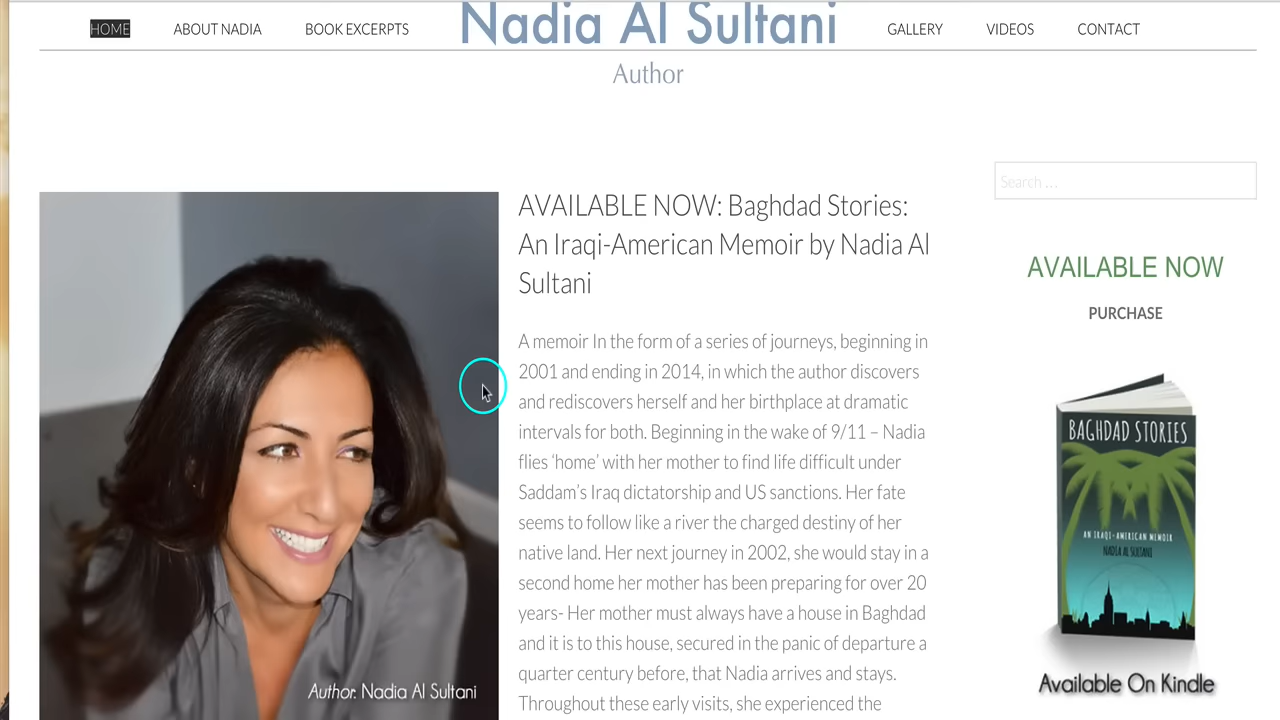 HOME
ABOUT NADIA
BOOK EXCERPTS
Nadia Al Sultani
GALLERY
VIDEOS
CONTACT
Author
Search ...
AVAILABLE NOW: Baghdad Stories:
An Iraqi-American Memoir by Nadia Al
Sultani
A memoir In the form of a series of journeys, beginning in
2001 and ending in 2014, in which the author discovers
and rediscovers herself and her birthplace at dramatic
intervals for both. Beginning in the wake of 9/11 – Nadia
flies ‘home’ with her mother to find life difficult under
Saddam’s Iraq dictatorship and US sanctions. Her fate
seems to follow like a river the charged destiny of her
native land. Her next journey in 2002, she would stay in a
second home her mother has been preparing for over 20
years- Her mother must always have a house in Baghdad
and it is to this house, secured in the panic of departure a
quarter century before, that Nadia arrives and stays.
Throughout these early visits, she experienced the
Author: Nadia Al Sultani
AVAILABLE NOW
PURCHASE
BAGHDAD STORIES
AN IRAQI-AMERICAN MEMOIR
NADIA AL SULTANI
Available On Kindle